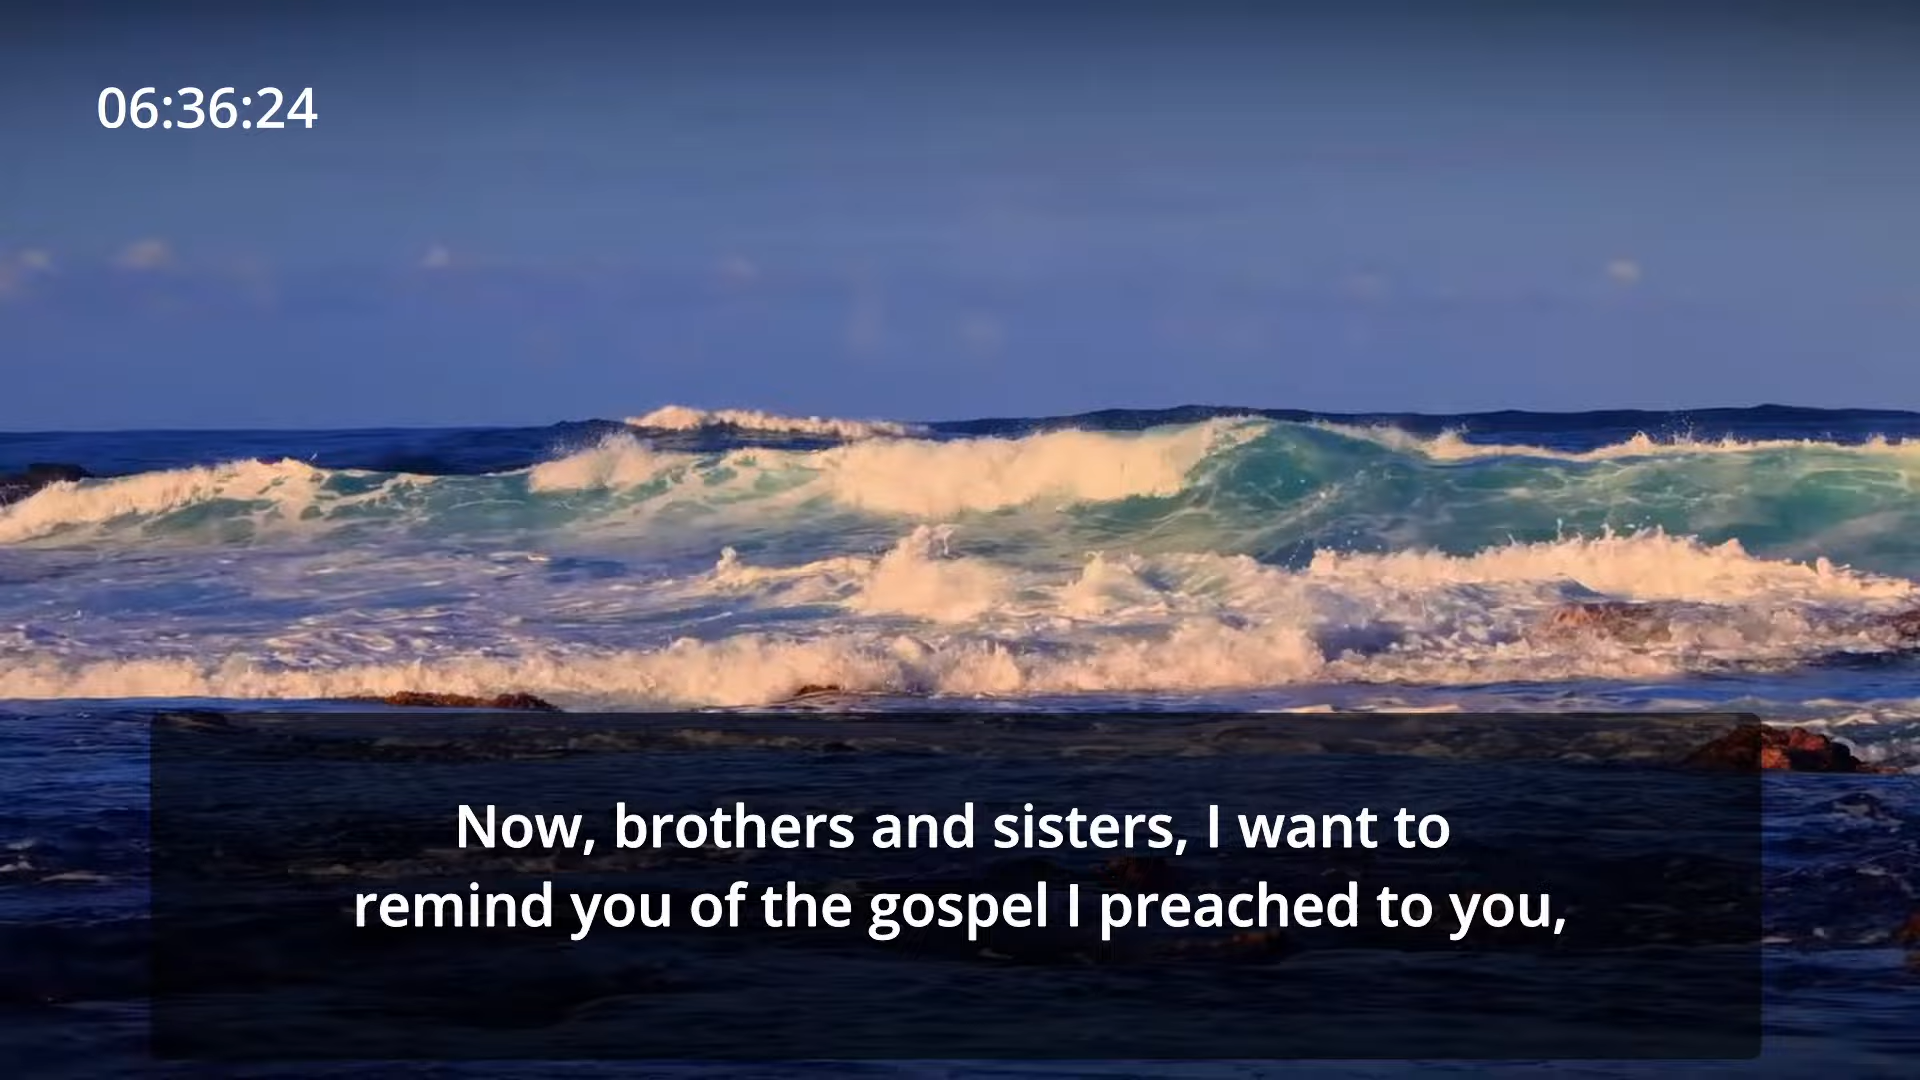 06:36:24
Now, brothers and sisters, I want to
remind you of the gospel I preached to you,